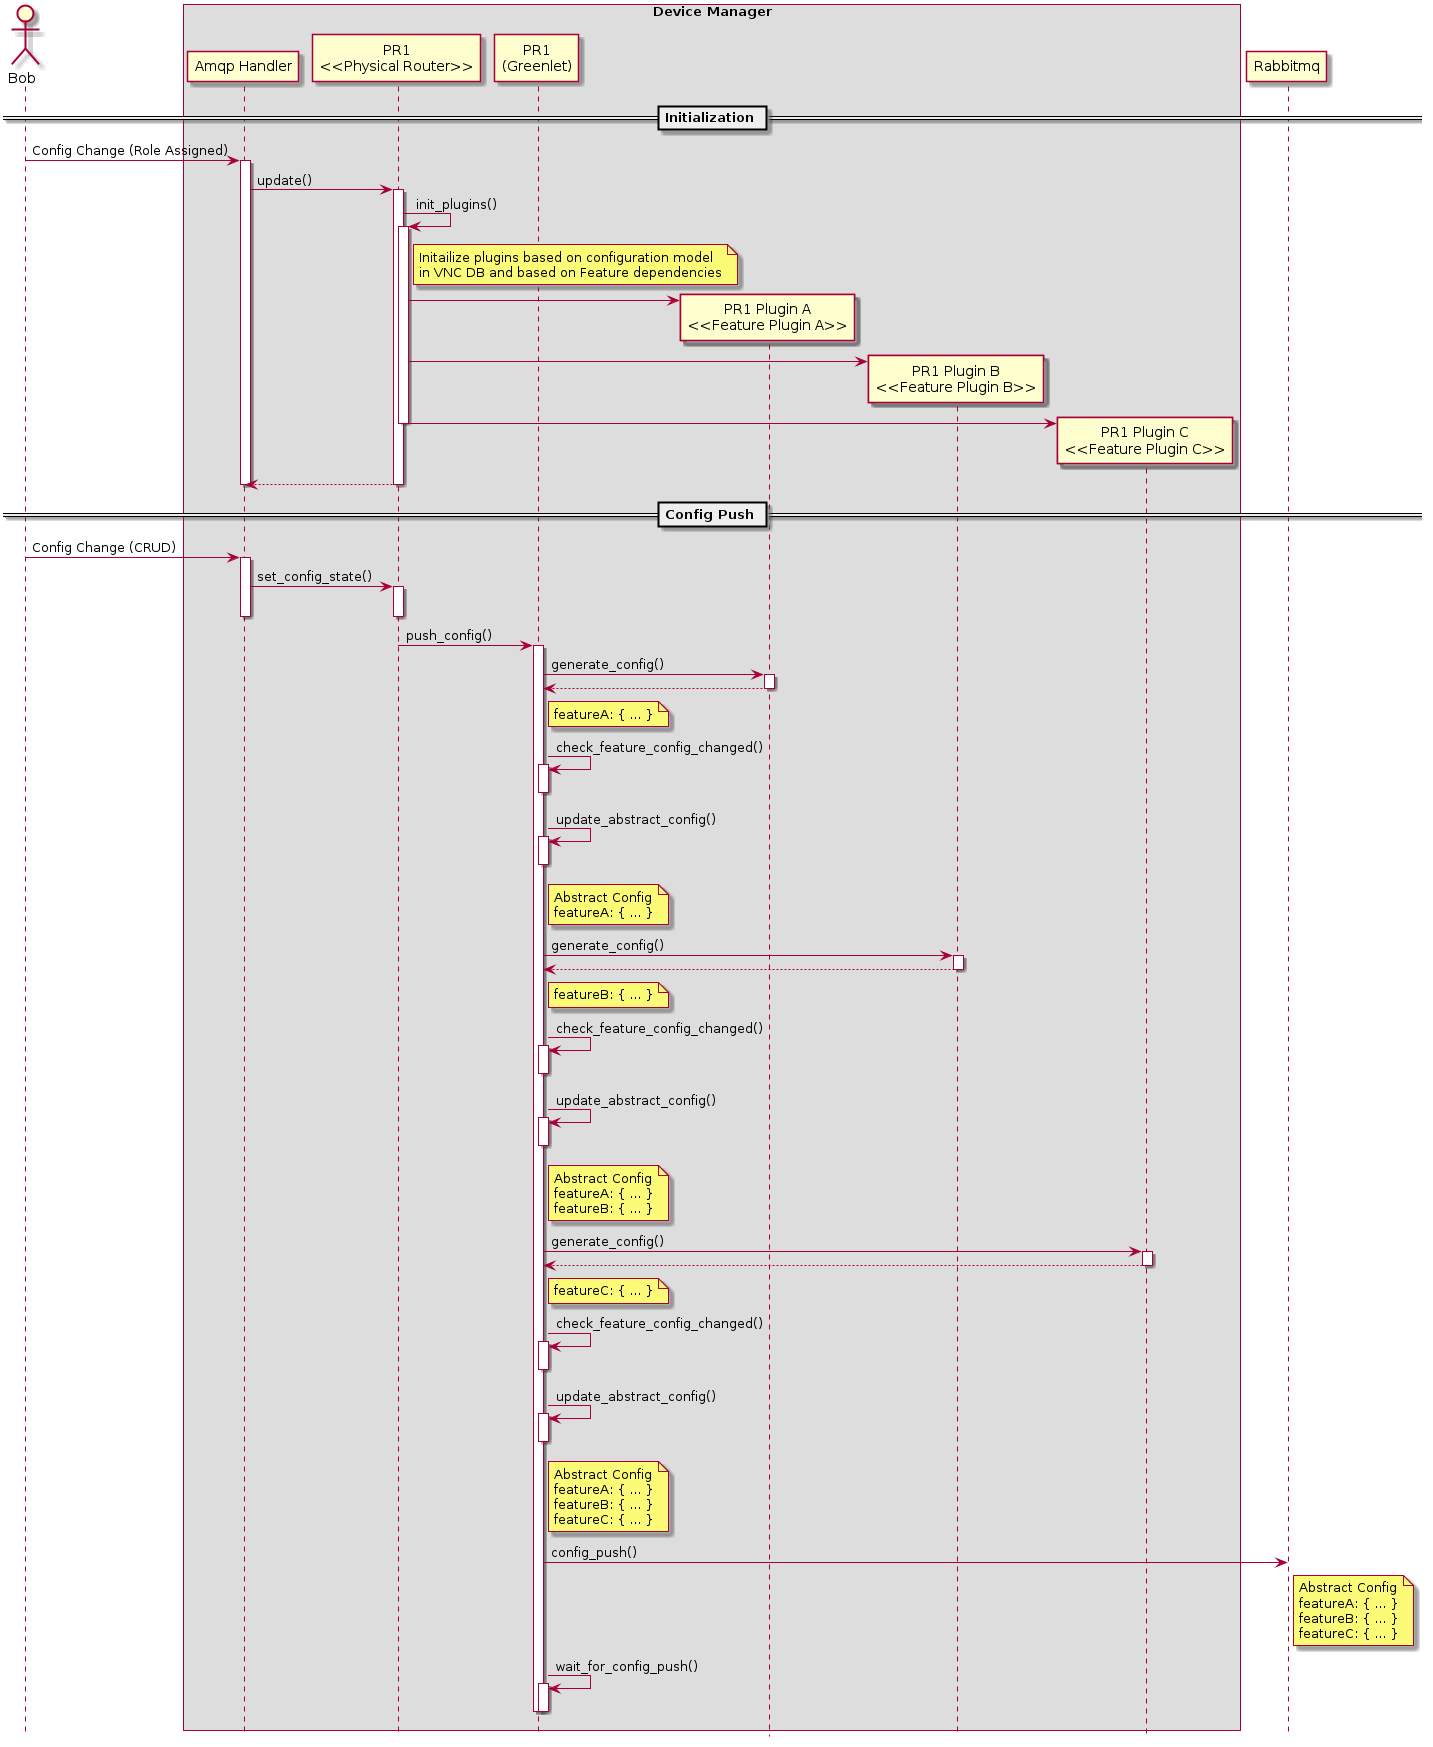 Device Manager
Bob
Amqp Handler
PR1
<<Physical Router>>
PR1
(Greenlet)
Rabbitmq
Initialization
Config Change (Role Assigned)
update()
init_plugins()
Initailize plugins based on configuration model
in VNC DB and based on Feature dependencies
PR1 Plugin A
<<Feature Plugin A>>
PR1 Plugin B
<<Feature Plugin B>>
PR1 Plugin C
<<Feature Plugin C>>
Config Push
Config Change (CRUD)
set_config_state()
push_config()
generate_config()
featureA: { ... }
check_feature_config_changed()
update_abstract_config()
Abstract Config
featureA: { ... }
generate_config()
featureB: { ... }
check_feature_config_changed()
update_abstract_config()
Abstract Config
featureA: { ... }
featureB: { ... }
generate_config()
featureC: { ... }
check_feature_config_changed()
update_abstract_config()
Abstract Config
featureA: { ... }
featureB: { ... }
featureC: { ... }
config_push()
Abstract Config
featureA: { ... }
featureB: { ... }
featureC: { ... }
wait_for_config_push()